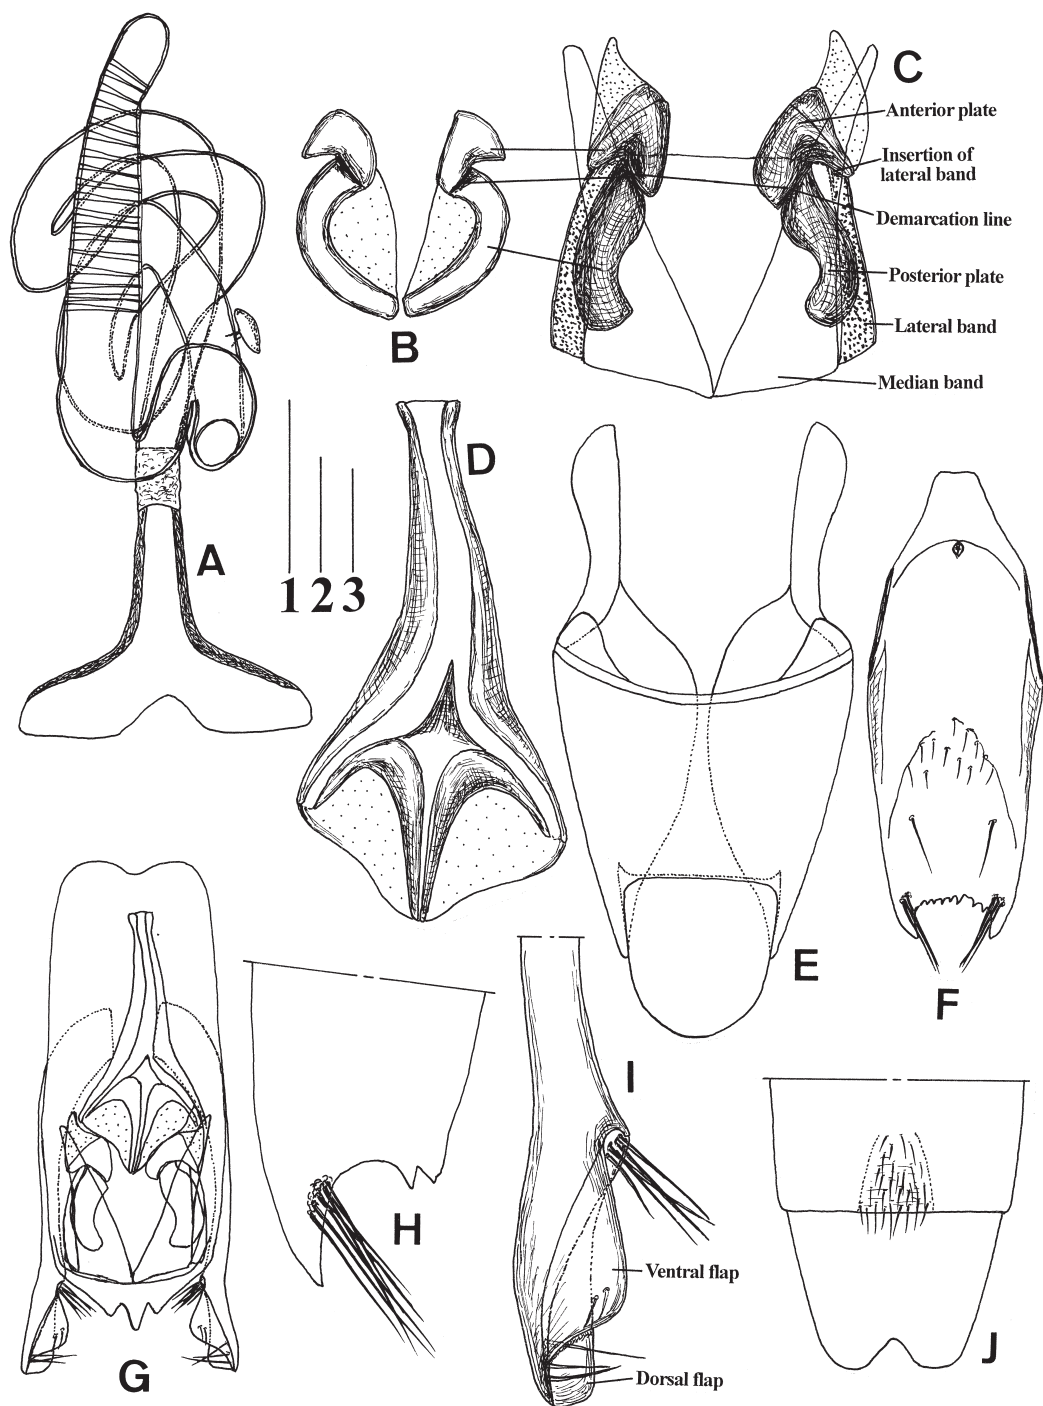 C
Anterior plate
Insertion of
lateral band
Demarcation line
Posterior plate
Lateral band
Median band
B
D
A
1 2 3
E
F
I
H
Ventral flap
Dorsal flap
G
J